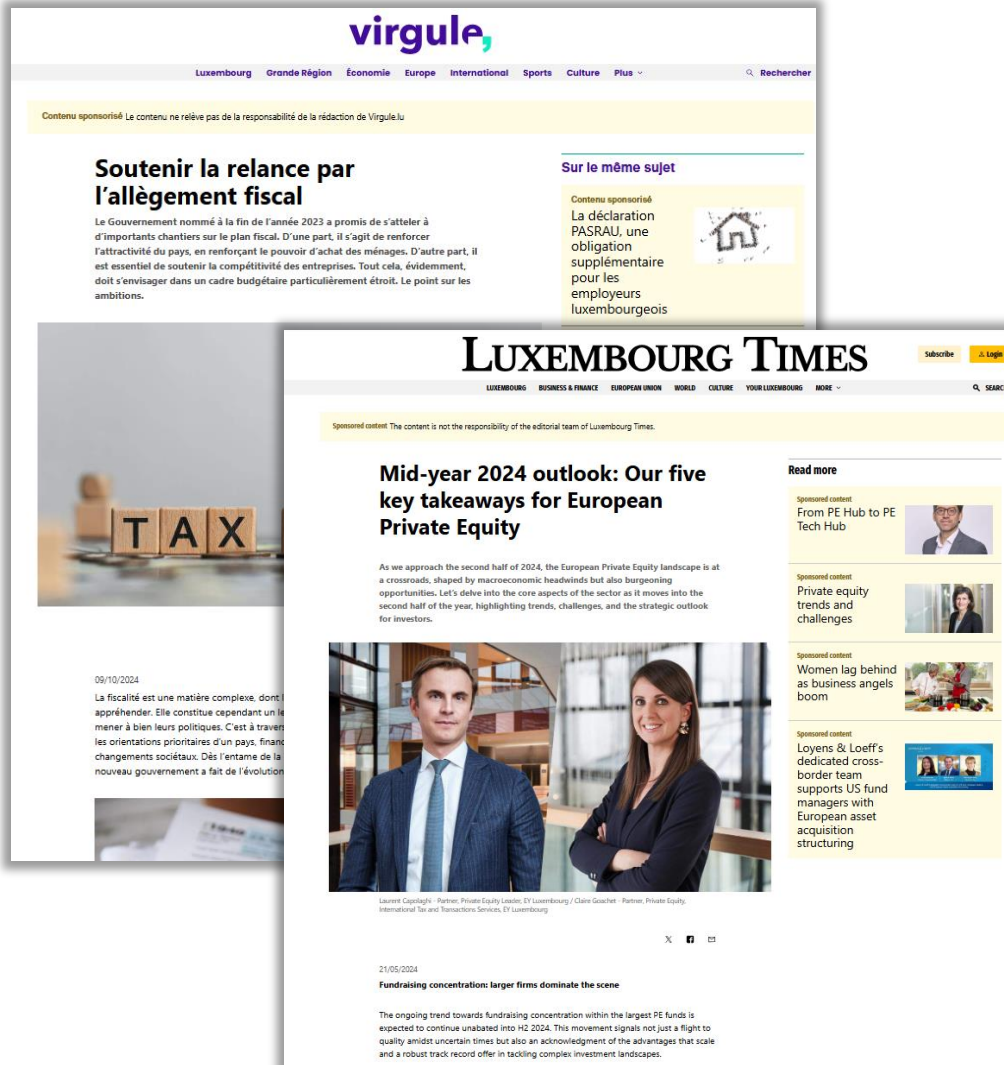 virgule,
Luxembourg Grande Région Économie Europe International Sports Culture Plus Rechercher
Contenu sponsorisé Le contenu ne relève pas de la responsabilité de la rédaction de Virgule.lu
Soutenir la relance par
l’allègement fiscal
Le Gouvernement nommé à la fin de l’année 2023 a promis de s’atteler à
d’importants chantiers sur le plan fiscal. D’une part, il s’agit de renforcer
l’attractivité du pays, en renforçant le pouvoir d’achat des ménages. D’autre part, il
est essentiel de soutenir la compétitivité des entreprises. Tout cela, évidemment,
doit s’envisager dans un cadre budgétaire particulièrement étroit. Le point sur les
ambitions.
Sur le même sujet
Contenu sponsorisé
La déclaration
PASRAU, une
obligation
supplémentaire
pour les
employeurs
luxembourgeois
TAX
09/10/2024
La fiscalité est une matière complexe, dont
appréhender. Elle constitue cependant un
mener à bien leurs politiques. C’est à
les orientations prioritaires d’un pays,
changements sociétaux. Dès l’entame de la
nouveau gouvernement a fait de l’évolution
LUXEMBOURG TIMES
Subscribe Login
LUXEMBOURG BUSINESS & FINANCE EUROPEAN UNION WORLD CULTURE YOUR LUXEMBOURG MORE SEARC
Sponsored content The content is not the responsibility of the editorial team of Luxembourg Times.
Mid-year 2024 outlook: Our five
key takeaways for European
Private Equity
As we approach the second half of 2024, the European Private Equity landscape is at
a crossroads, shaped by macroeconomic headwinds but also burgeoning
opportunities. Let’s delve into the core aspects of the sector as it moves into the
second half of the year, highlighting trends, challenges, and the strategic outlook
for investors.
Laurent Capolaghi - Partner, Private Equity Leader, EY Luxembourg / Claire Goachet - Partner, Private Equity,
International Tax and Transactions Services, EY Luxembourg
21/05/2024
Fundraising concentration: larger firms dominate the scene
The ongoing trend towards fundraising concentration within the largest PE funds is
expected to continue unabated into H2 2024. This movement signals not just a flight to
quality amidst uncertain times but also an acknowledgment of the advantages that scale
and a robust track record offer in tackling complex investment landscapes.
Read more
Sponsored content
From PE Hub to PE
Tech Hub
Sponsored content
Private equity
trends and
challenges
Sponsored content
Women lag behind
as business angels
boom
Sponsored content
Loyens & Loeff’s
dedicated cross-
border team
supports US fund
managers with
European asset
acquisition
structuring